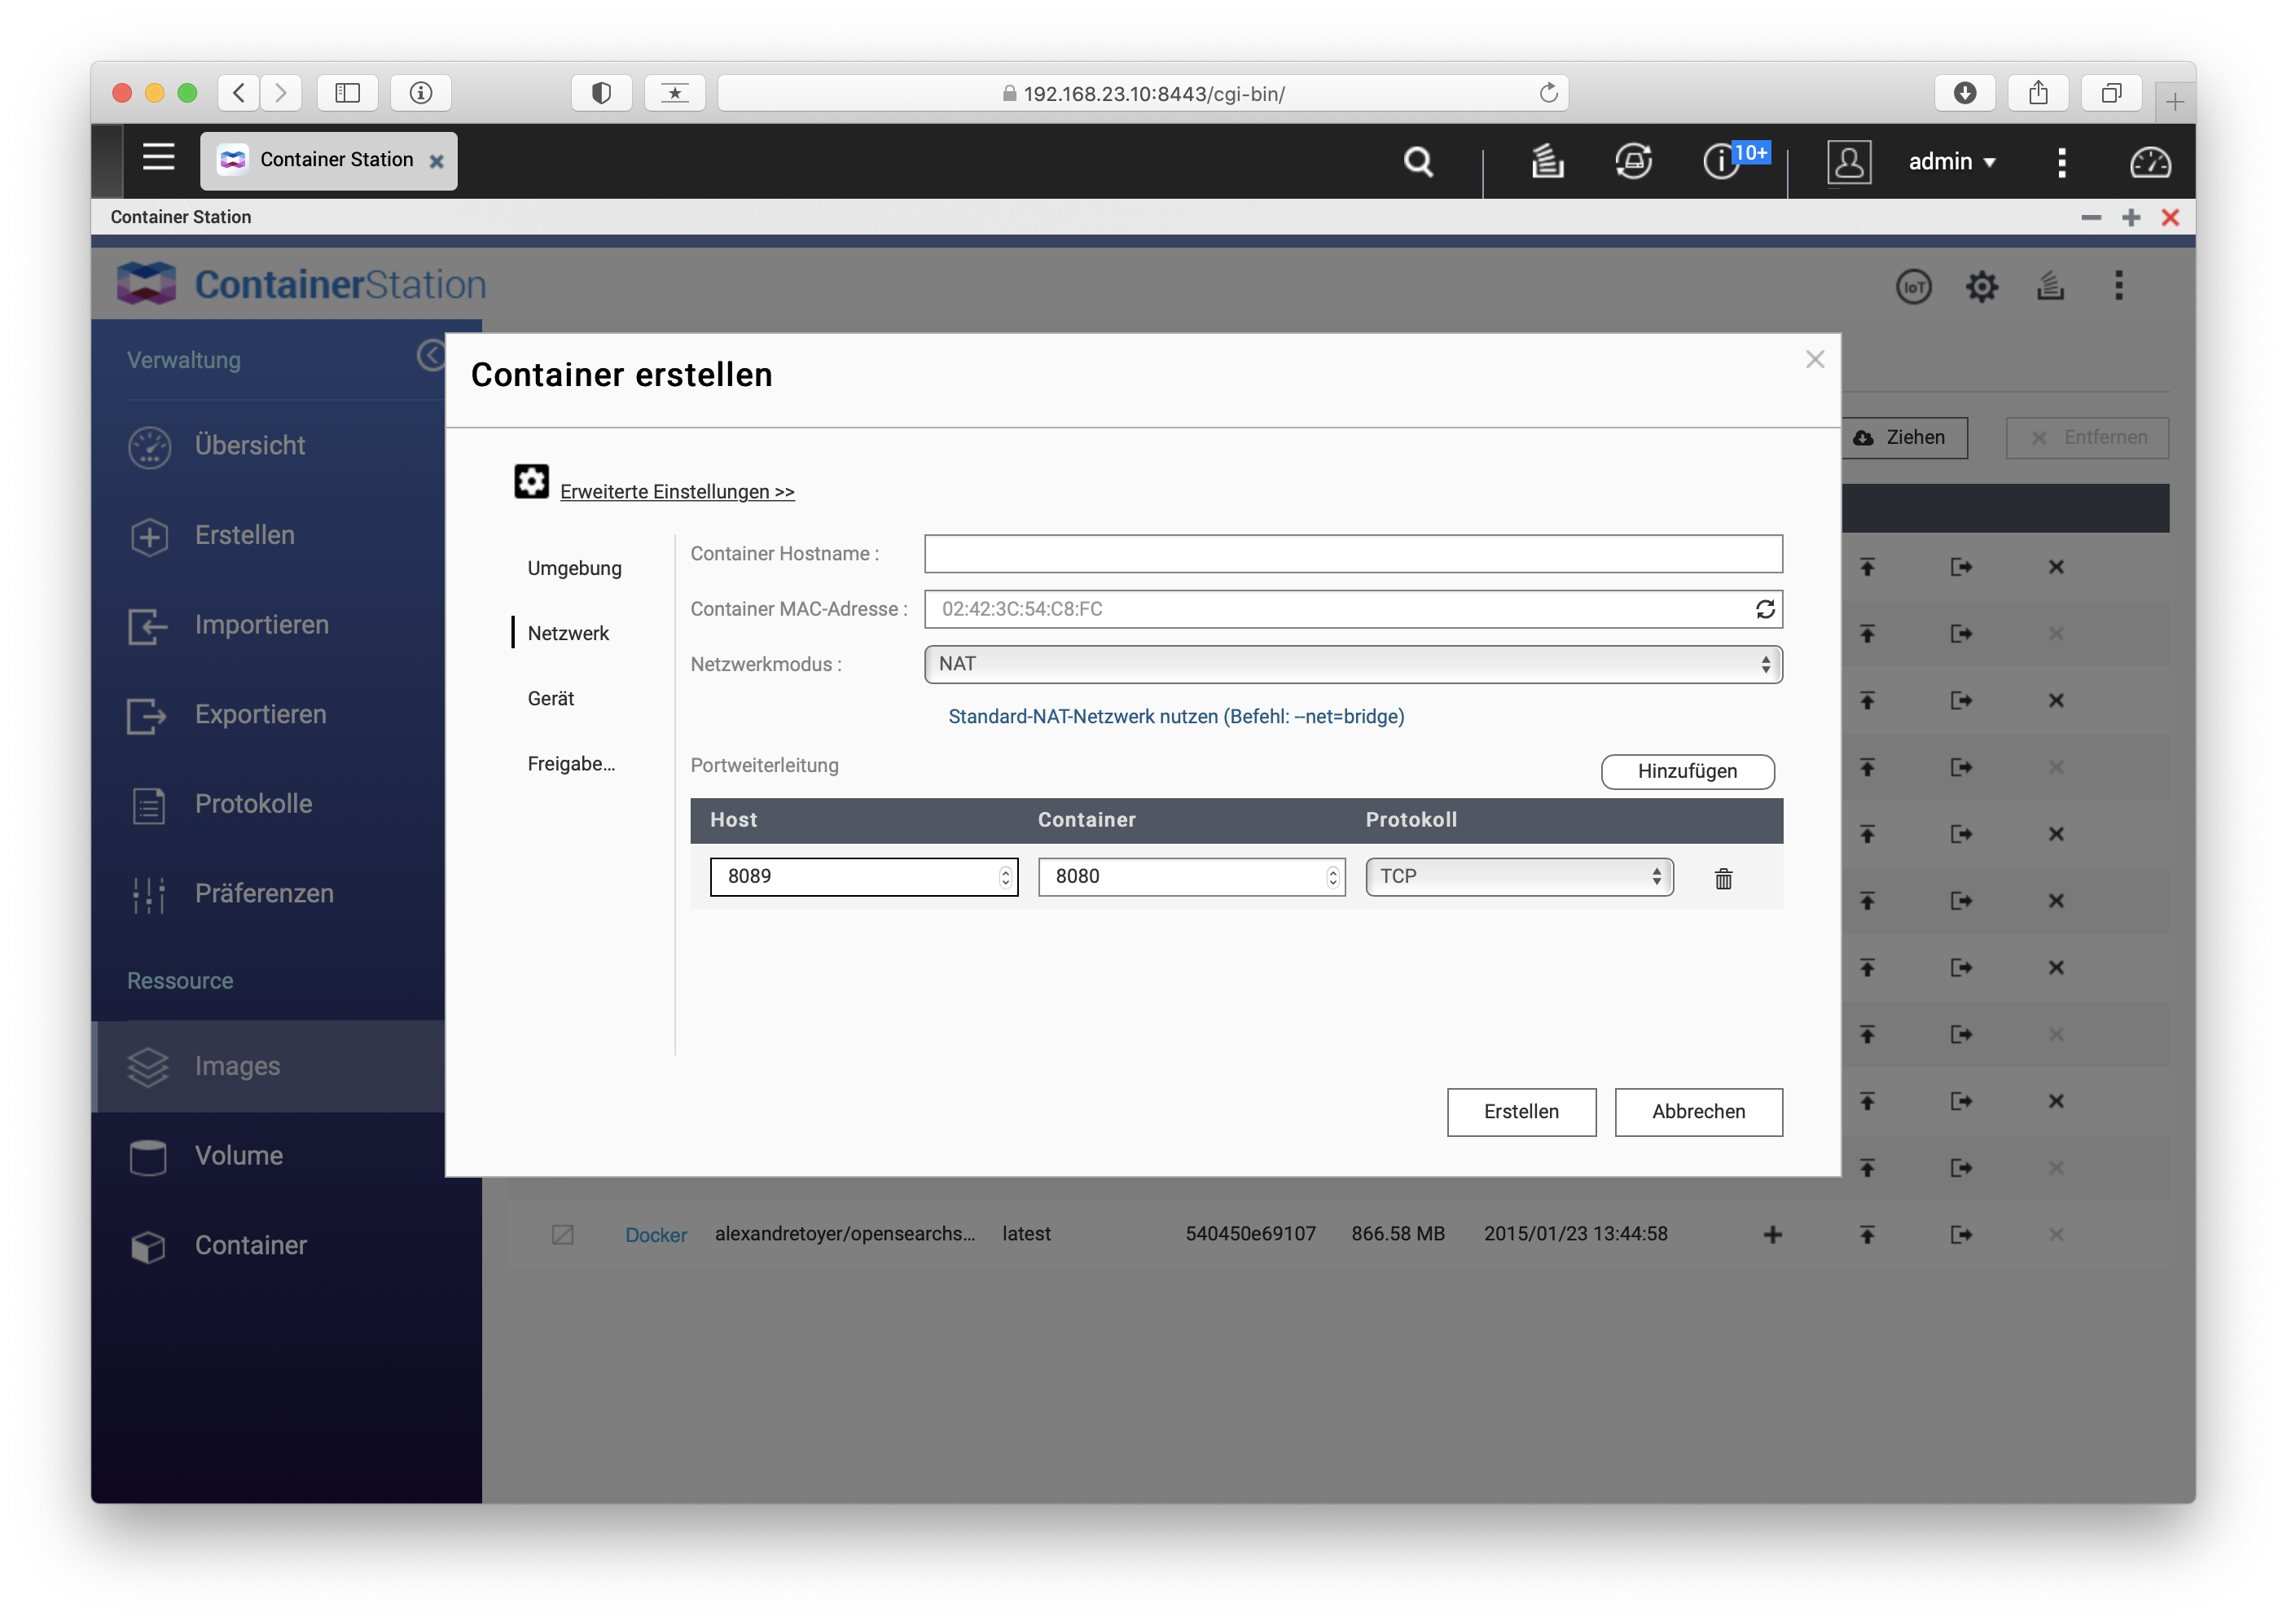 192.168.23.10:8443/cgi-bin/
Container Station
10+
admin
Container Station
ContainerStation
IoT
Verwaltung
Übersicht
Erstellen
Importieren
Exportieren
Protokolle
Präferenzen
Ressource
Images
Volume
Container
Ziehen
Entfernen
Container erstellen
Erweiterte Einstellungen >>
Umgebung
Netzwerk
Gerät
Freigabe...
Container Hostname :
Container MAC-Adresse : 02:42:3C:54:C8:FC
Netzwerkmodus : NAT
Standard-NAT-Netzwerk nutzen (Befehl: --net=bridge)
Portweiterleitung Hinzufügen
Host Container Protokoll
8089 8080 TCP
Erstellen Abbrechen
Docker alexandretoyer/opensearchs... latest 540450e69107 866.58 MB 2015/01/23 13:44:58